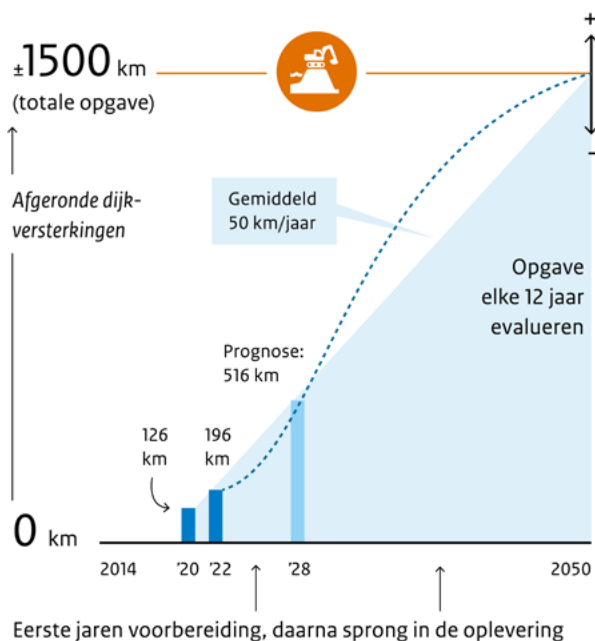 ±1500 km
(totale opgave)
+
–
Afgeronde dijk-
versterkingen
Gemiddeld
50 km/jaar
Opgave
elke 12 jaar
evalueren
Prognose:
516 km
126
km
196
km
0 km
2014 '20 '22 '28 2050
Eerste jaren voorbereiding, daarna sprong in de oplevering